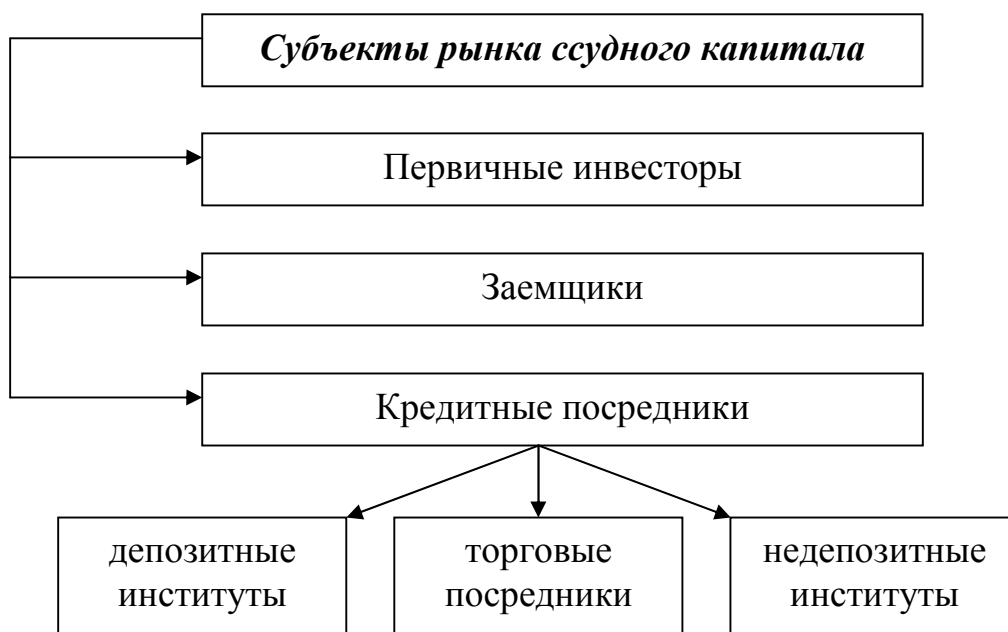 Субъекты рынка ссудного капитала
Первичные инвесторы
Заемщики
Кредитные посредники
депозитные
институты
торговые
посредники
недепозитные
институты